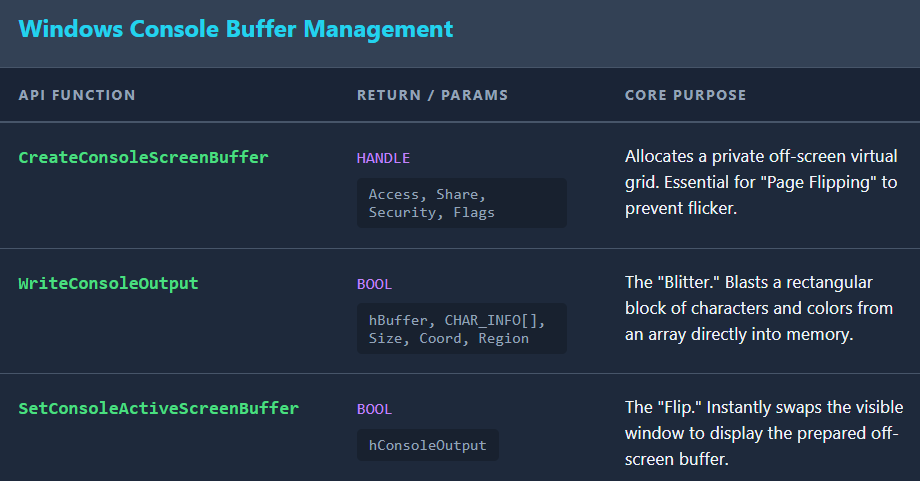 Windows Console Buffer Management
API FUNCTION
RETURN / PARAMS
CORE PURPOSE
CreateConsoleScreenBuffer
HANDLE
Access, Share,
Security, Flags
Allocates a private off-screen virtual
grid. Essential for "Page Flipping" to
prevent flicker.
WriteConsoleOutput
BOOL
hBuffer, CHAR_INFO[],
Size, Coord, Region
The "Blitter." Blasts a rectangular
block of characters and colors from
an array directly into memory.
SetConsoleActiveScreenBuffer
BOOL
hConsoleOutput
The "Flip." Instantly swaps the visible
window to display the prepared off-
screen buffer.